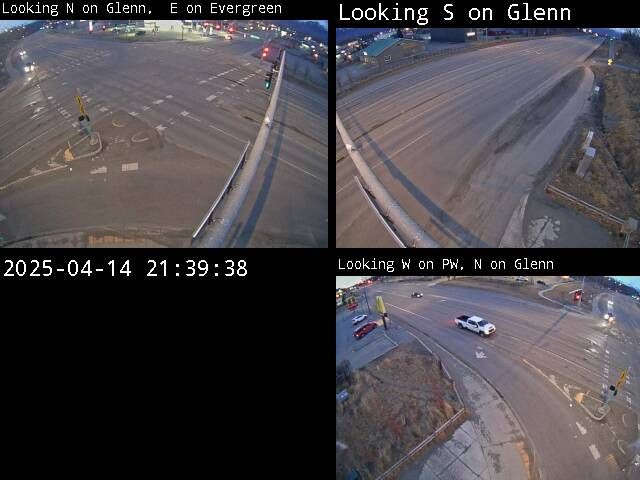 Looking N on Glenn, E on Evergreen
Looking S on Glenn
2025-04-14 21:39:38
Looking W on PW, N on Glenn